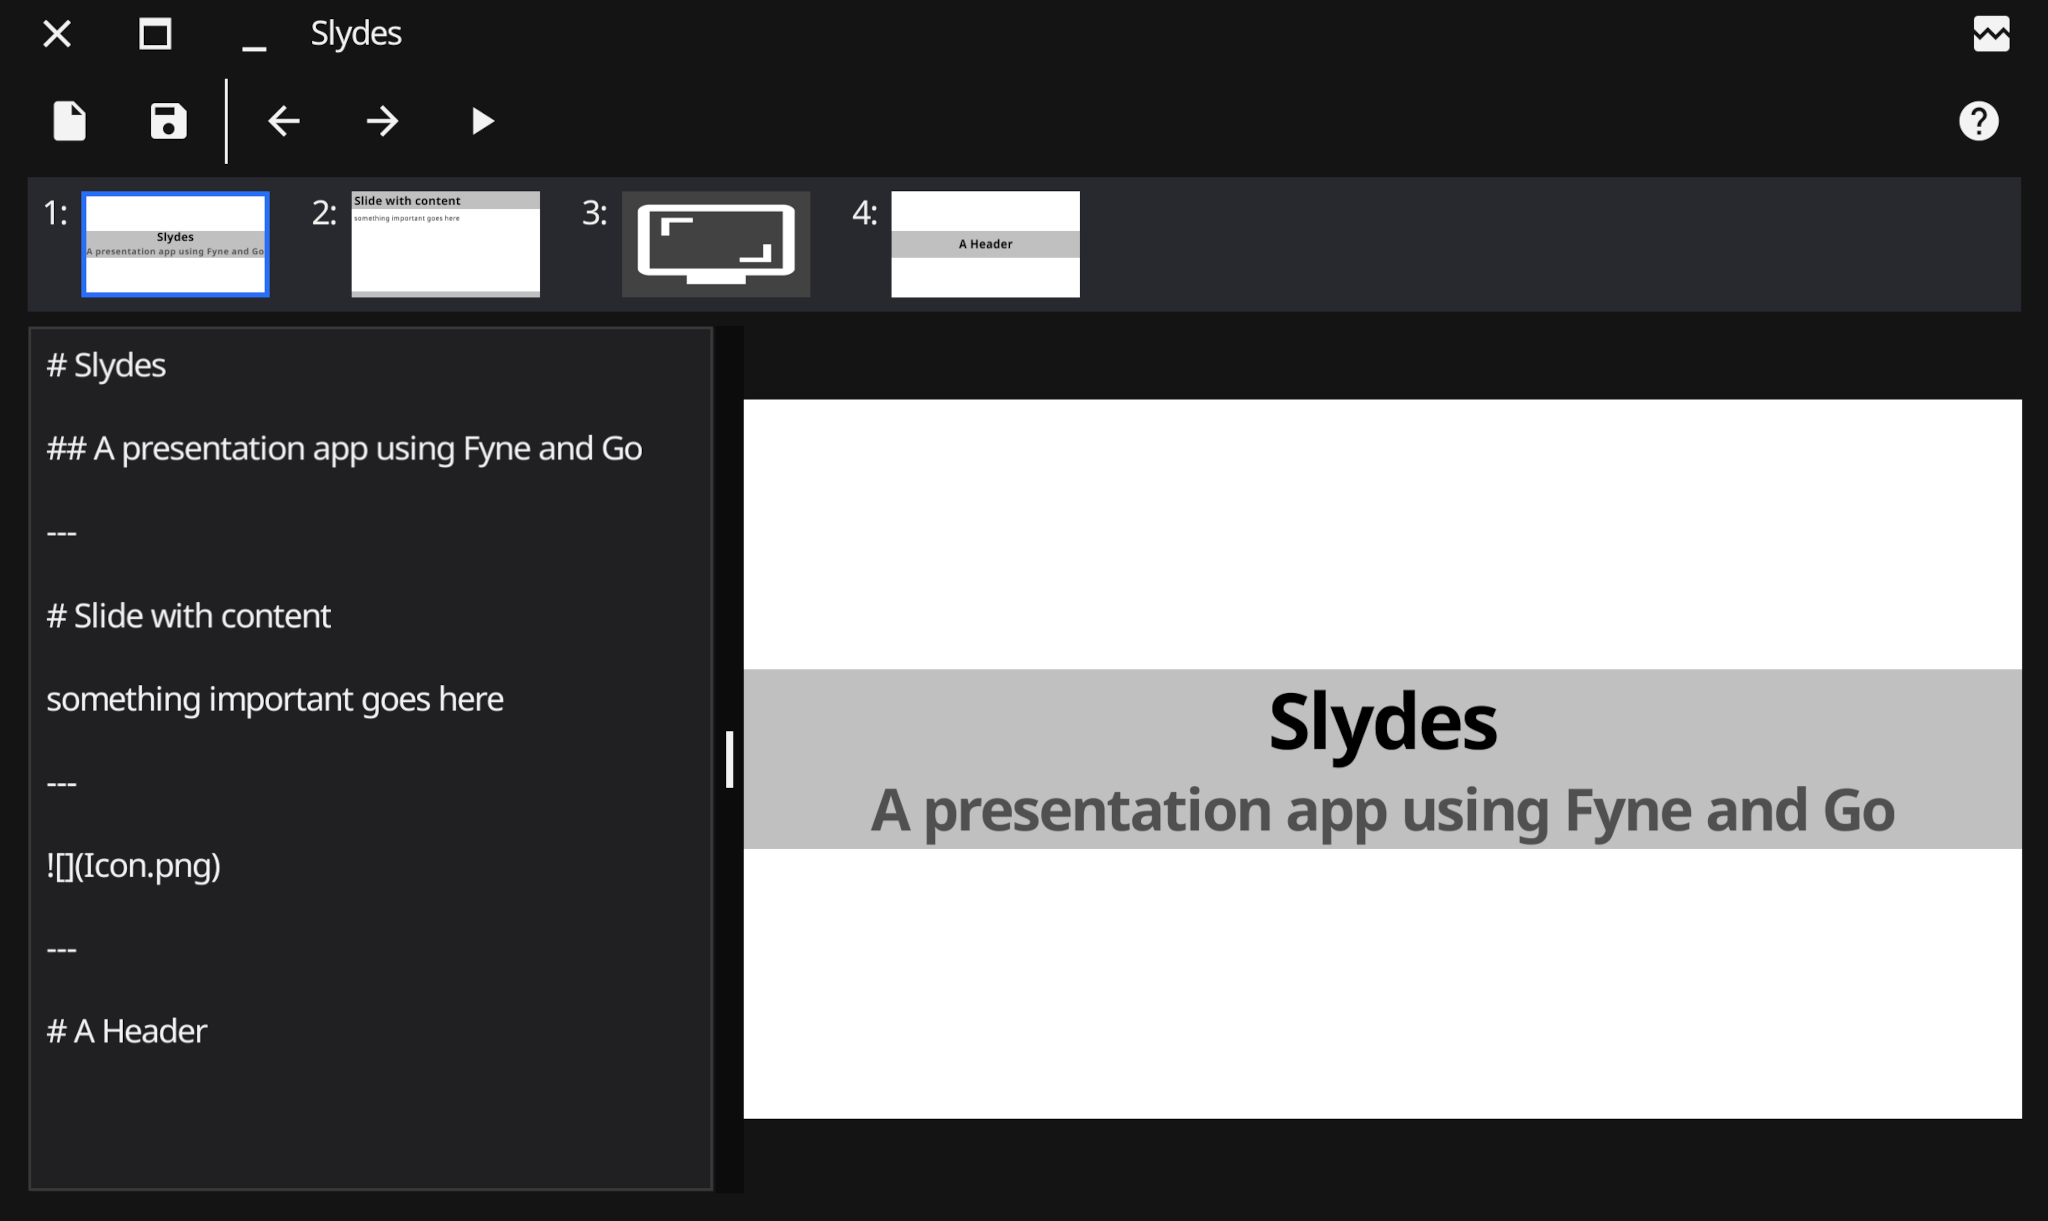 Slydes
1:
Slydes
A presentation app using Fyne and Go
2:
Slide with content
something important goes here
3:
4:
A Header
# Slydes
## A presentation app using Fyne and Go
---
# Slide with content
something important goes here
---
![](Icon.png)
---
# A Header
Slydes
A presentation app using Fyne and Go